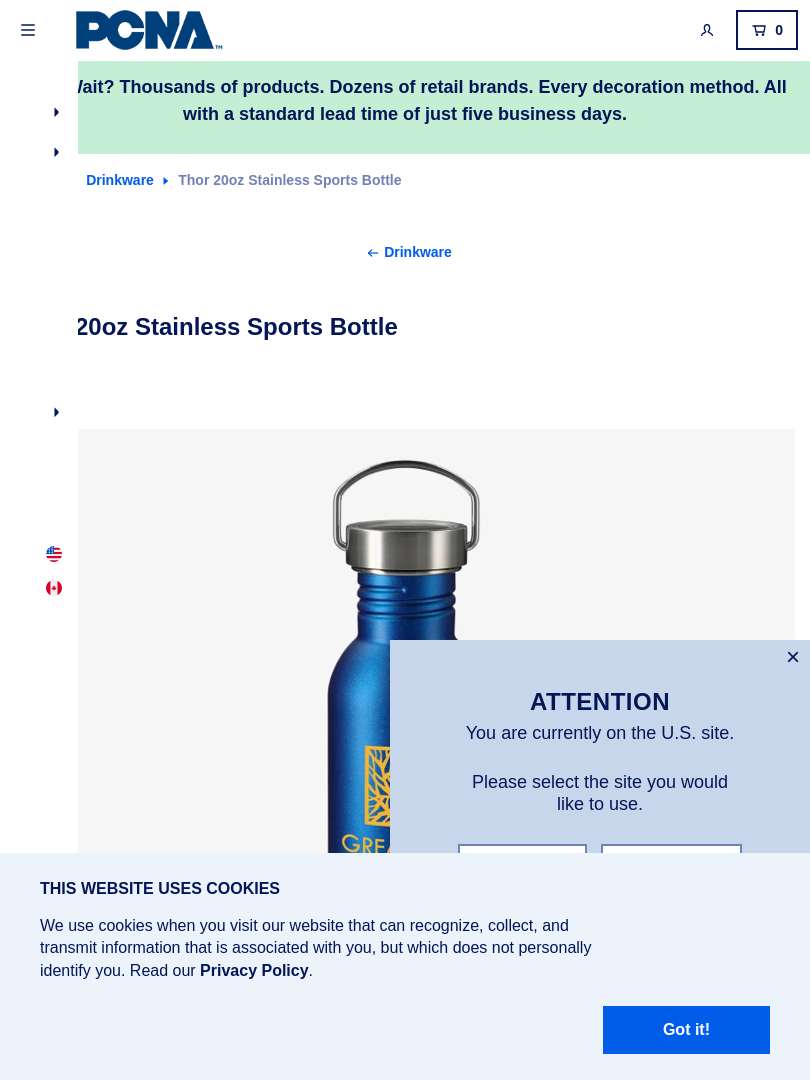 PCNA™
0
Wait? Thousands of products. Dozens of retail brands. Every decoration method. All
with a standard lead time of just five business days.
Drinkware Thor 20oz Stainless Sports Bottle
← Drinkware
20oz Stainless Sports Bottle
ATTENTION
You are currently on the U.S. site.
Please select the site you would
like to use.
THIS WEBSITE USES COOKIES
We use cookies when you visit our website that can recognize, collect, and
transmit information that is associated with you, but which does not personally
identify you. Read our Privacy Policy.
Got it!